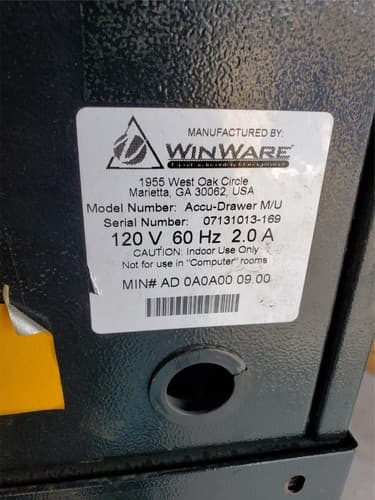 MANUFACTURED BY:
WINWARE
1955 West Oak Circle
Marietta, GA 30062, USA
Model Number: Accu-Drawer M/U
Serial Number: 07131013-169
120 V 60 Hz 2.0 A
CAUTION: Indoor Use Only
Not for use in "Computer" rooms
MIN# AD 0A0A00 09.00